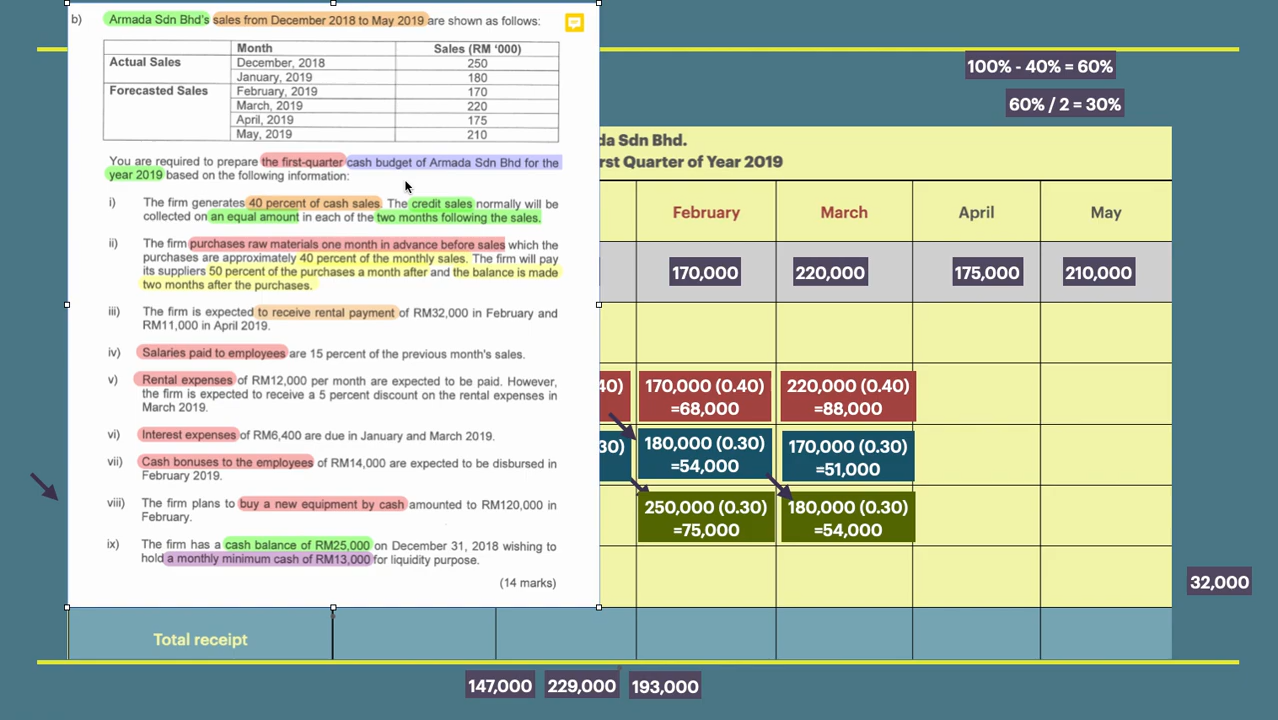 b) Armada Sdn Bhd's sales from December 2018 to May 2019 are shown as follows:
Month Sales (RM '000)
Actual Sales December, 2018 250
January, 2019 180
Forecasted Sales February, 2019 170
March, 2019 220
April, 2019 175
May, 2019 210
You are required to prepare the first-quarter cash budget of Armada Sdn Bhd for the
year 2019 based on the following information:
i) The firm generates 40 percent of cash sales. The credit sales normally will be
collected on an equal amount in each of the two months following the sales.
ii) The firm purchases raw materials one month in advance before sales which the
purchases are approximately 40 percent of the monthly sales. The firm will pay
its suppliers 50 percent of the purchases a month after and the balance is made
two months after the purchases.
iii) The firm is expected to receive rental payment of RM32,000 in February and
RM11,000 in April 2019.
iv) Salaries paid to employees are 15 percent of the previous month's sales.
v) Rental expenses of RM12,000 per month are expected to be paid. However,
the firm is expected to receive a 5 percent discount on the rental expenses in
March 2019.
vi) Interest expenses of RM6,400 are due in January and March 2019.
vii) Cash bonuses to the employees of RM14,000 are expected to be disbursed in
February 2019.
viii) The firm plans to buy a new equipment by cash amounted to RM120,000 in
February.
ix) The firm has a cash balance of RM25,000 on December 31, 2018 wishing to
hold a monthly minimum cash of RM13,000 for liquidity purpose.
(14 marks)
100% - 40% = 60%
60% / 2 = 30%
da Sdn Bhd.
rst Quarter of Year 2019
February March April May
170,000 220,000 175,000 210,000
40) 170,000 (0.40) 220,000 (0.40)
=68,000 =88,000
30) 180,000 (0.30) 170,000 (0.30)
=54,000 =51,000
250,000 (0.30) 180,000 (0.30)
=75,000 =54,000
32,000
Total receipt
147,000 229,000 193,000